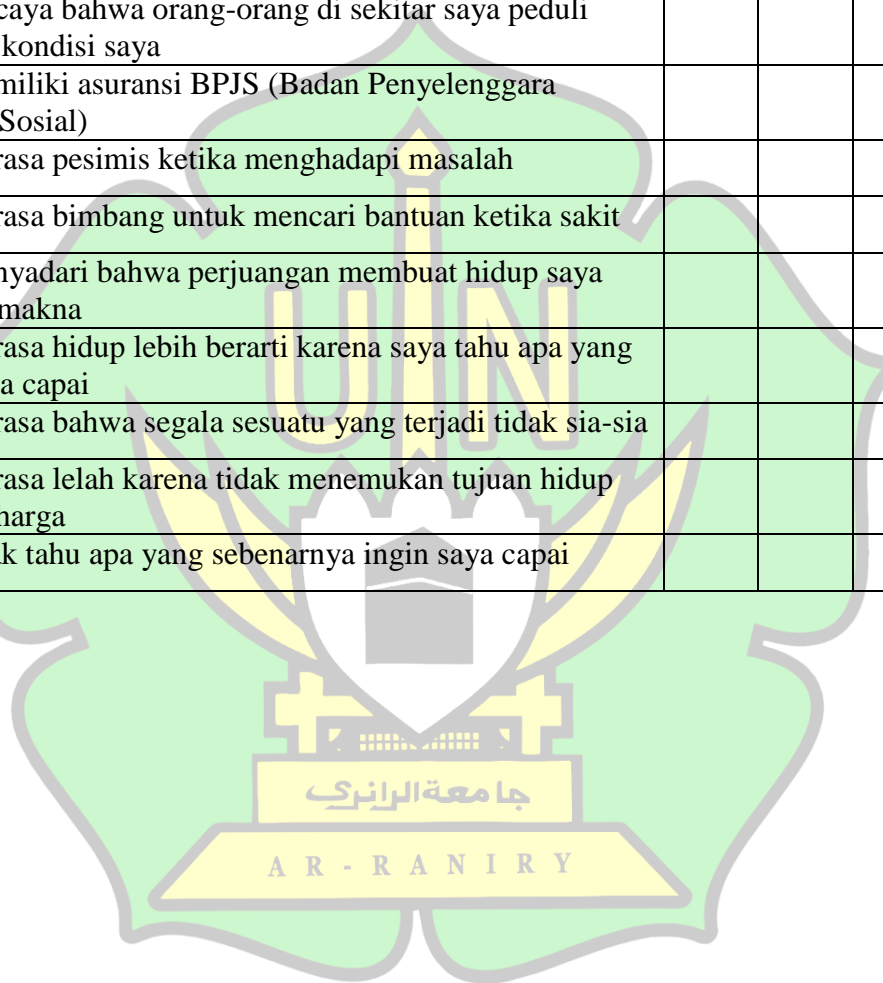 caya bahwa orang-orang di sekitar saya peduli
kondisi saya
miliki asuransi BPJS (Badan Penyelenggara
Sosial)
rasa pesimis ketika menghadapi masalah
rasa bimbang untuk mencari bantuan ketika sakit
nyadari bahwa perjuangan membuat hidup saya
makna
rasa hidup lebih berarti karena saya tahu apa yang
a capai
rasa bahwa segala sesuatu yang terjadi tidak sia-sia
rasa lelah karena tidak menemukan tujuan hidup
harga
k tahu apa yang sebenarnya ingin saya capai
UIN
جامعة الرانري
AR-RANIRY